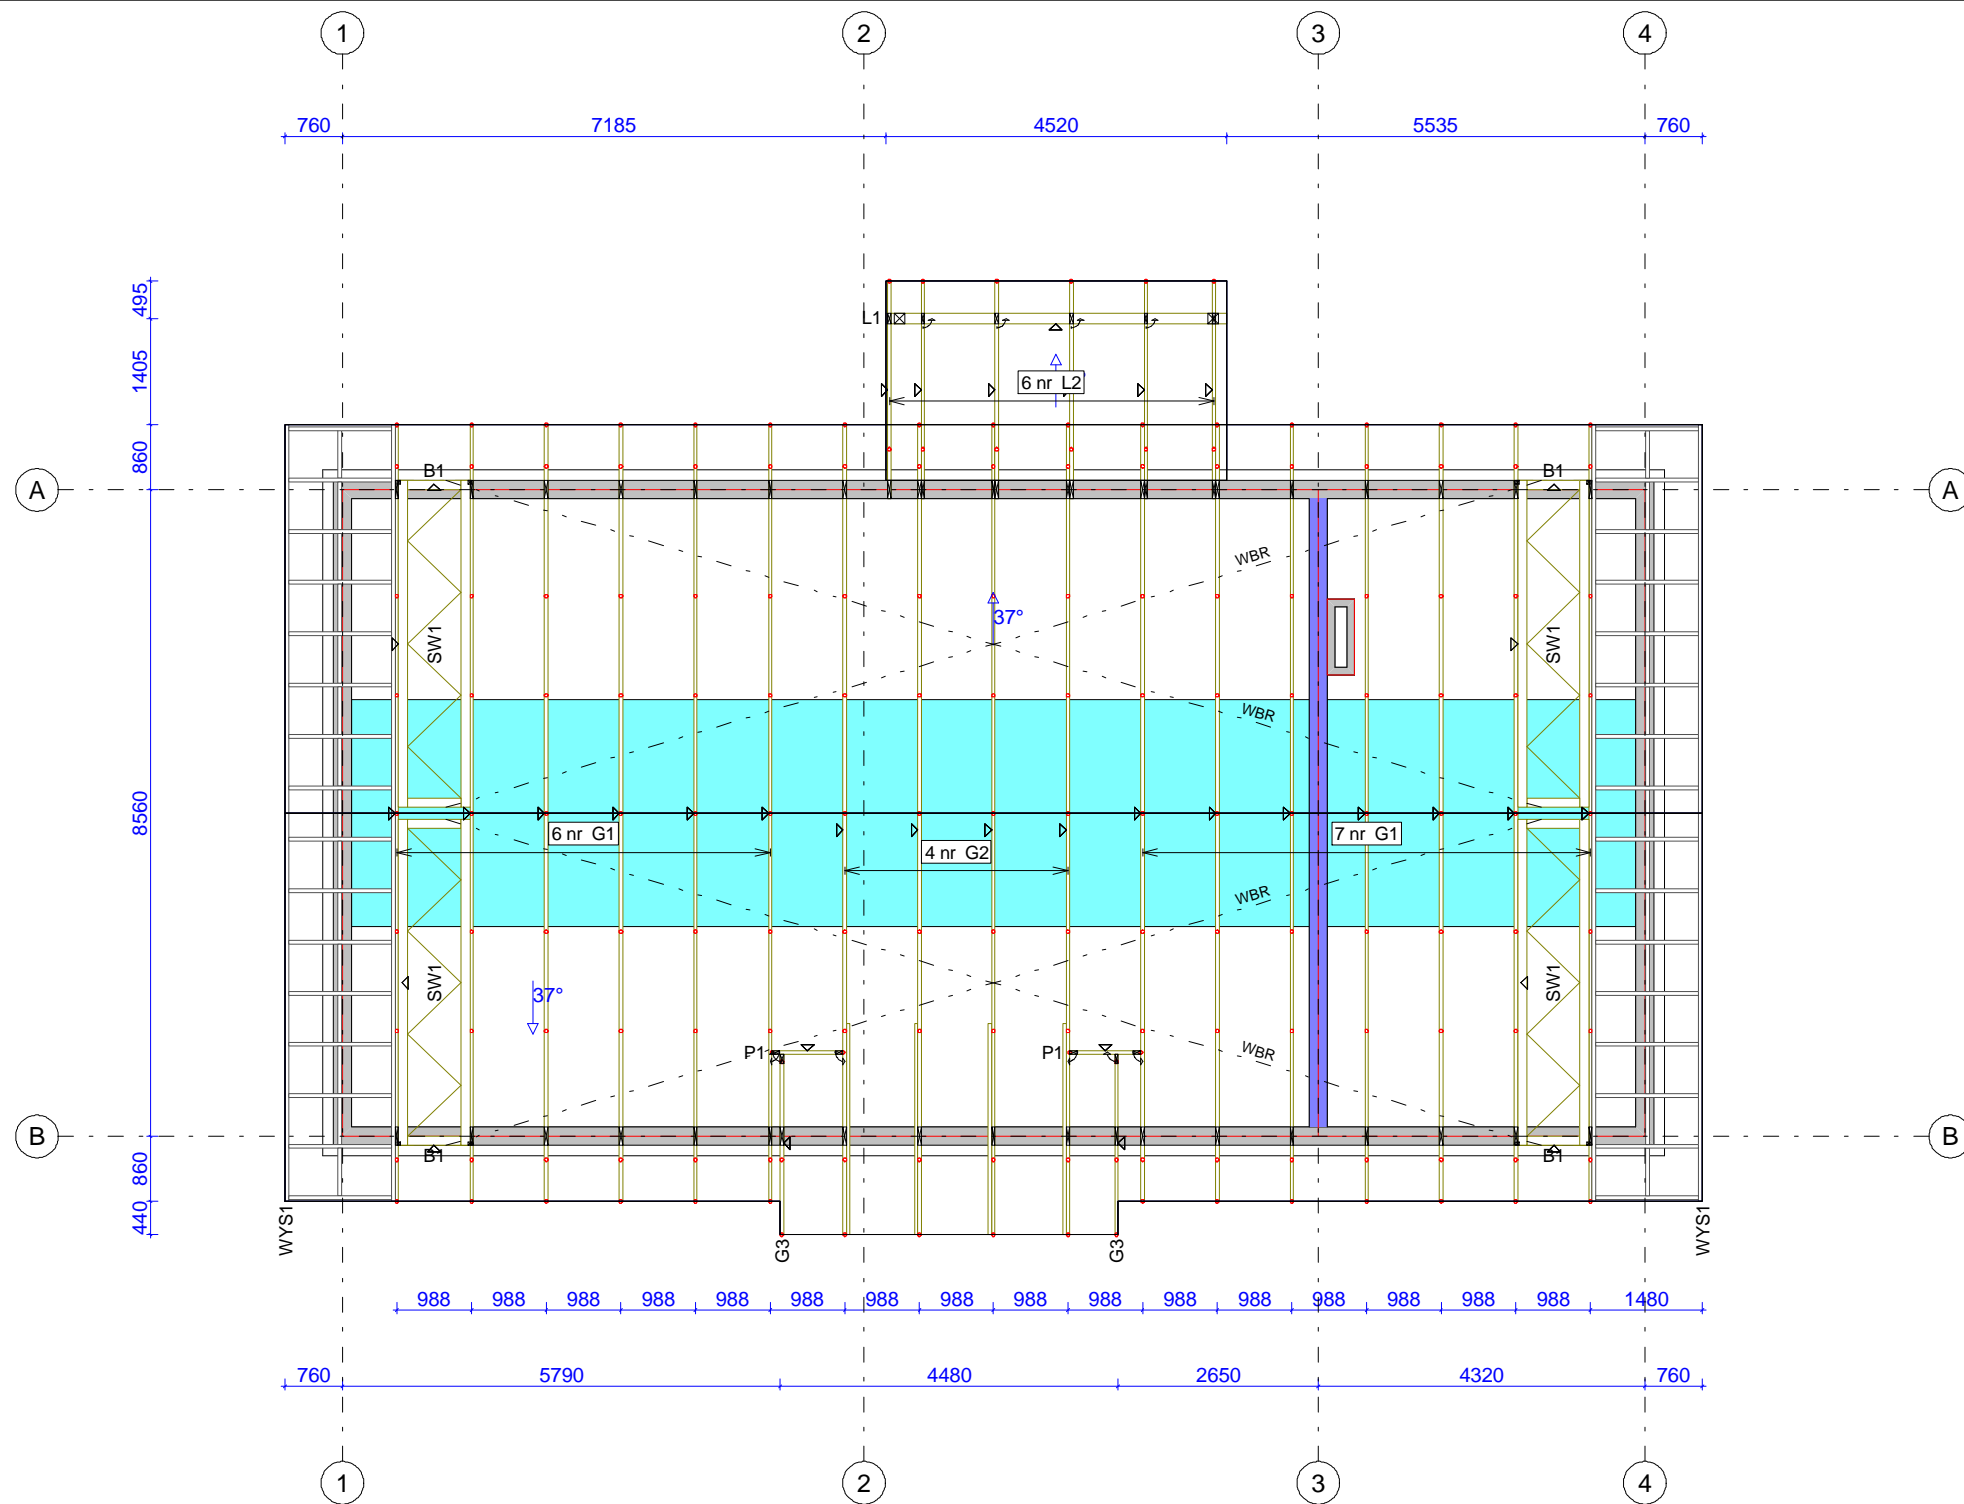 1 2 3 4
760 7185 4520 5535 760
495
L1
1405
6 nr L2
860
B1 B1
A A
WBR
37°
SW1 SW1
WBR
8560
6 nr G1 7 nr G1
4 nr G2
WBR
SW1 SW1
37°
P1 P1 WBR
B B
B1 B1
860
440
WYS1 WYS1
G3 G3
988 988 988 988 988 988 988 988 988 988 988 988 988 988 988 988 1480
760 5790 4480 2650 4320 760
1 2 3 4